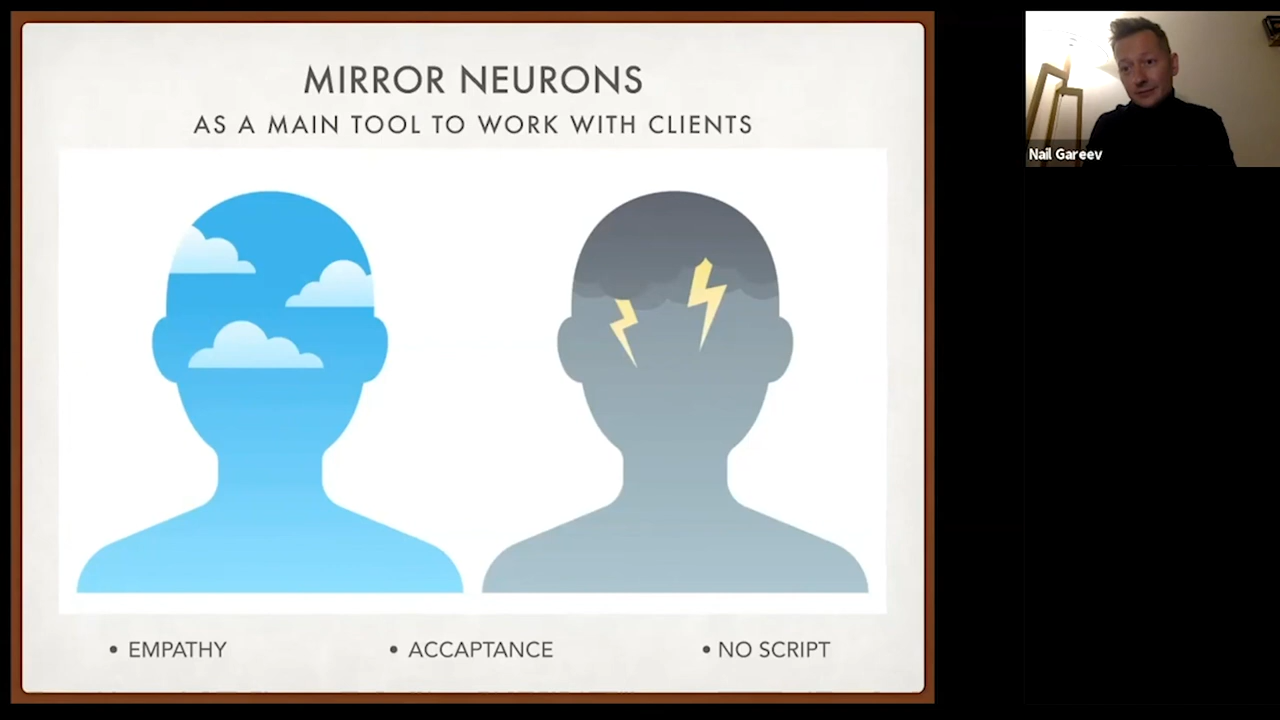 MIRROR NEURONS
AS A MAIN TOOL TO WORK WITH CLIENTS
• EMPATHY
• ACCAPTANCE
• NO SCRIPT
Nail Gareev